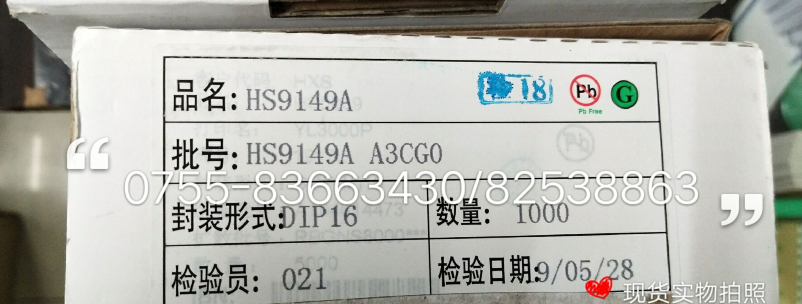 品名: HS9149A
18 Pb G
Pb Free
批号: HS9149A A3CG0
YL3000P
0755-83663430/82538863
封装形式: DIP16 数量: 1000
5000
检验员: 021 检验日期: 9/05/28
现货实物拍照